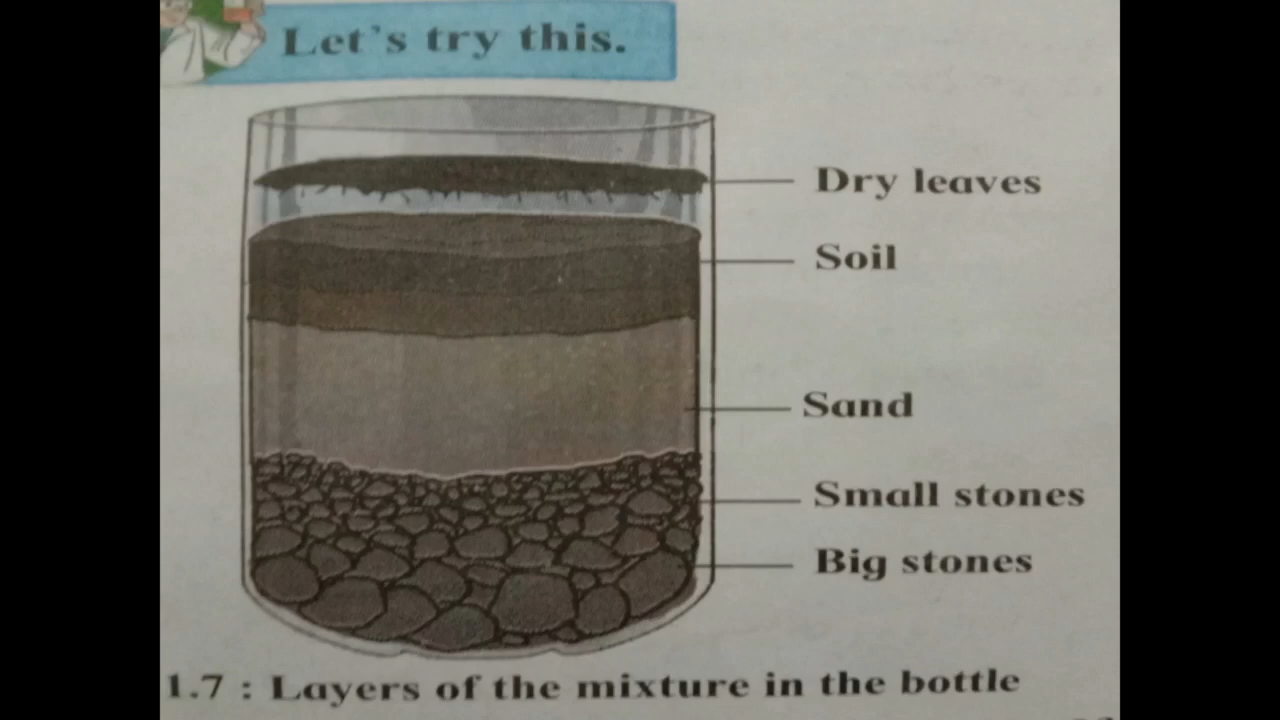 Let's try this.
Dry leaves
Soil
Sand
Small stones
Big stones
1.7 : Layers of the mixture in the bottle